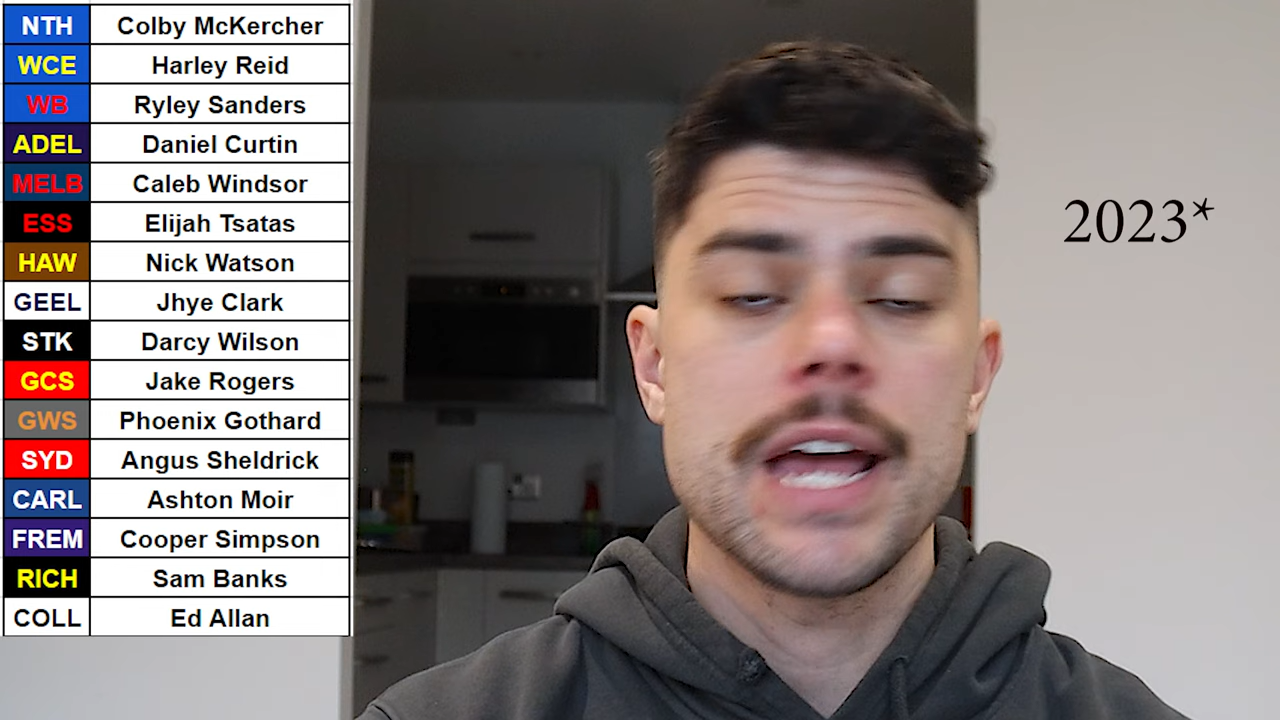 NTH Colby McKercher
WCE Harley Reid
WB Ryley Sanders
ADEL Daniel Curtin
MELB Caleb Windsor
ESS Elijah Tsatas
HAW Nick Watson
GEEL Jhye Clark
STK Darcy Wilson
GCS Jake Rogers
GWS Phoenix Gothard
SYD Angus Sheldrick
CARL Ashton Moir
FREM Cooper Simpson
RICH Sam Banks
COLL Ed Allan
2023*